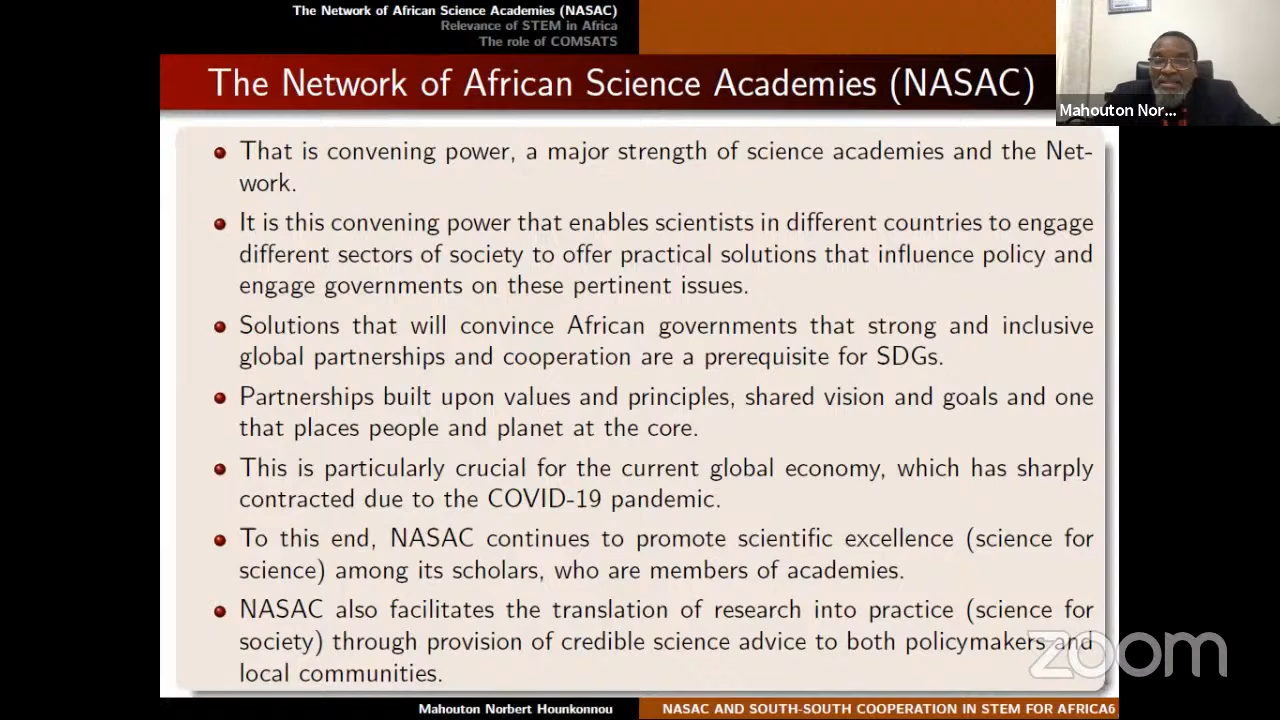 The Network of African Science Academies (NASAC)
Relevance of STEM in Africa
The role of COMSATS
The Network of African Science Academies (NASAC)
Mahouton Nor...
That is convening power, a major strength of science academies and the Net-
work.
It is this convening power that enables scientists in different countries to engage
different sectors of society to offer practical solutions that influence policy and
engage governments on these pertinent issues.
Solutions that will convince African governments that strong and inclusive
global partnerships and cooperation are a prerequisite for SDGs.
Partnerships built upon values and principles, shared vision and goals and one
that places people and planet at the core.
This is particularly crucial for the current global economy, which has sharply
contracted due to the COVID-19 pandemic.
To this end, NASAC continues to promote scientific excellence (science for
science) among its scholars, who are members of academies.
NASAC also facilitates the translation of research into practice (science for
society) through provision of credible science advice to both policymakers and
local communities.
zoom
Mahouton Norbert Hounkonnou
NASAC AND SOUTH-SOUTH COOPERATION IN STEM FOR AFRICA6